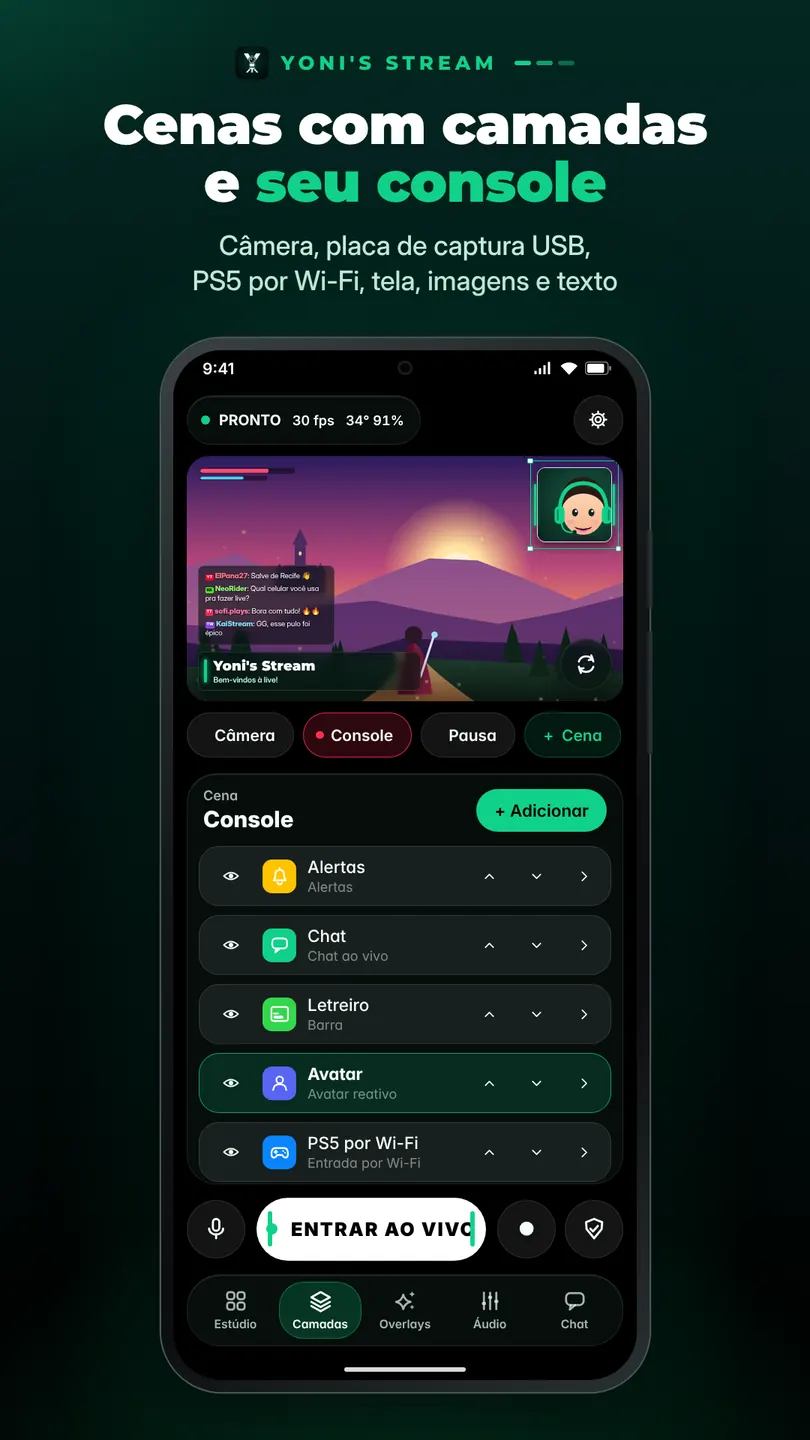 YONI'S STREAM
Cenas com camadas
e seu console
Câmera, placa de captura USB,
PS5 por Wi-Fi, tela, imagens e texto
9:41
PRONTO 30 fps 34° 91%
ElPana27: Salve de Recife 👋
NeoRider: Qual celular você usa
pra fazer live?
sofi.plays: Bora com tudo! 🔥🔥
KaiStream: GG, esse pulo foi
épico
Yoni's Stream
Bem-vindos à live!
Câmera
Console
Pausa
+ Cena
Cena
Console
+ Adicionar
Alertas
Alertas
Chat
Chat ao vivo
Letreiro
Barra
Avatar
Avatar reativo
PS5 por Wi-Fi
Entrada por Wi-Fi
ENTRAR AO VIVO
Estúdio
Camadas
Overlays
Áudio
Chat